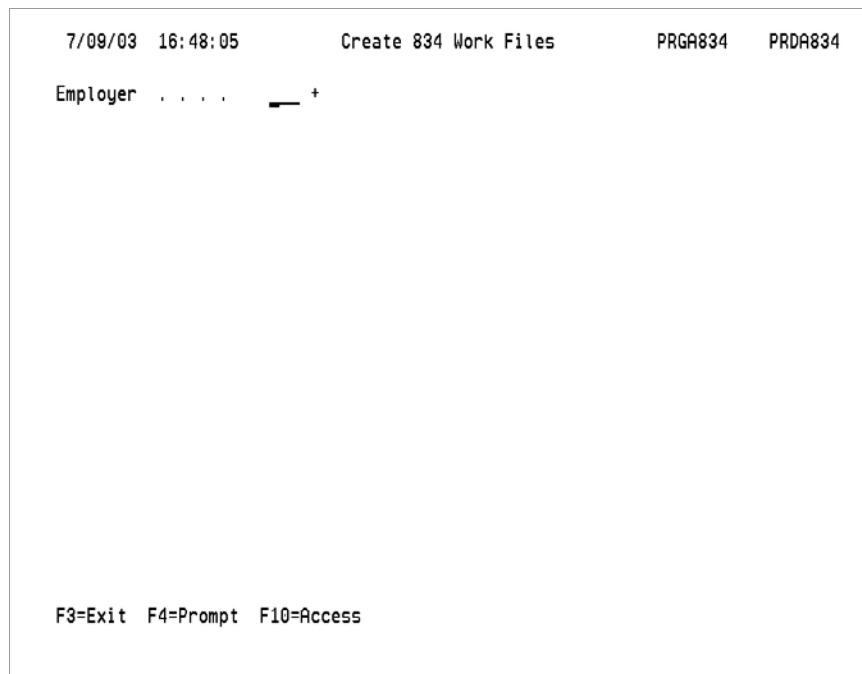 7/09/03 16:48:05 Create 834 Work Files PRGA834 PRDA834
Employer . . . . ___ +
F3=Exit F4=Prompt F10=Access